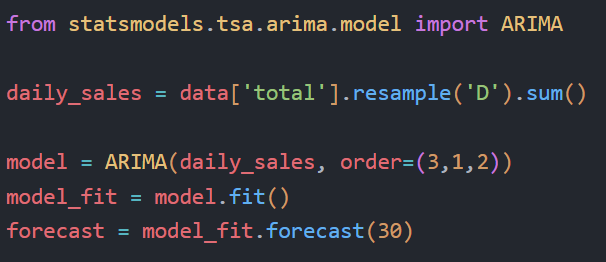 from statsmodels.tsa.arima.model import ARIMA
daily_sales = data['total'].resample('D').sum()
model = ARIMA(daily_sales, order=(3,1,2))
model_fit = model.fit()
forecast = model_fit.forecast(30)